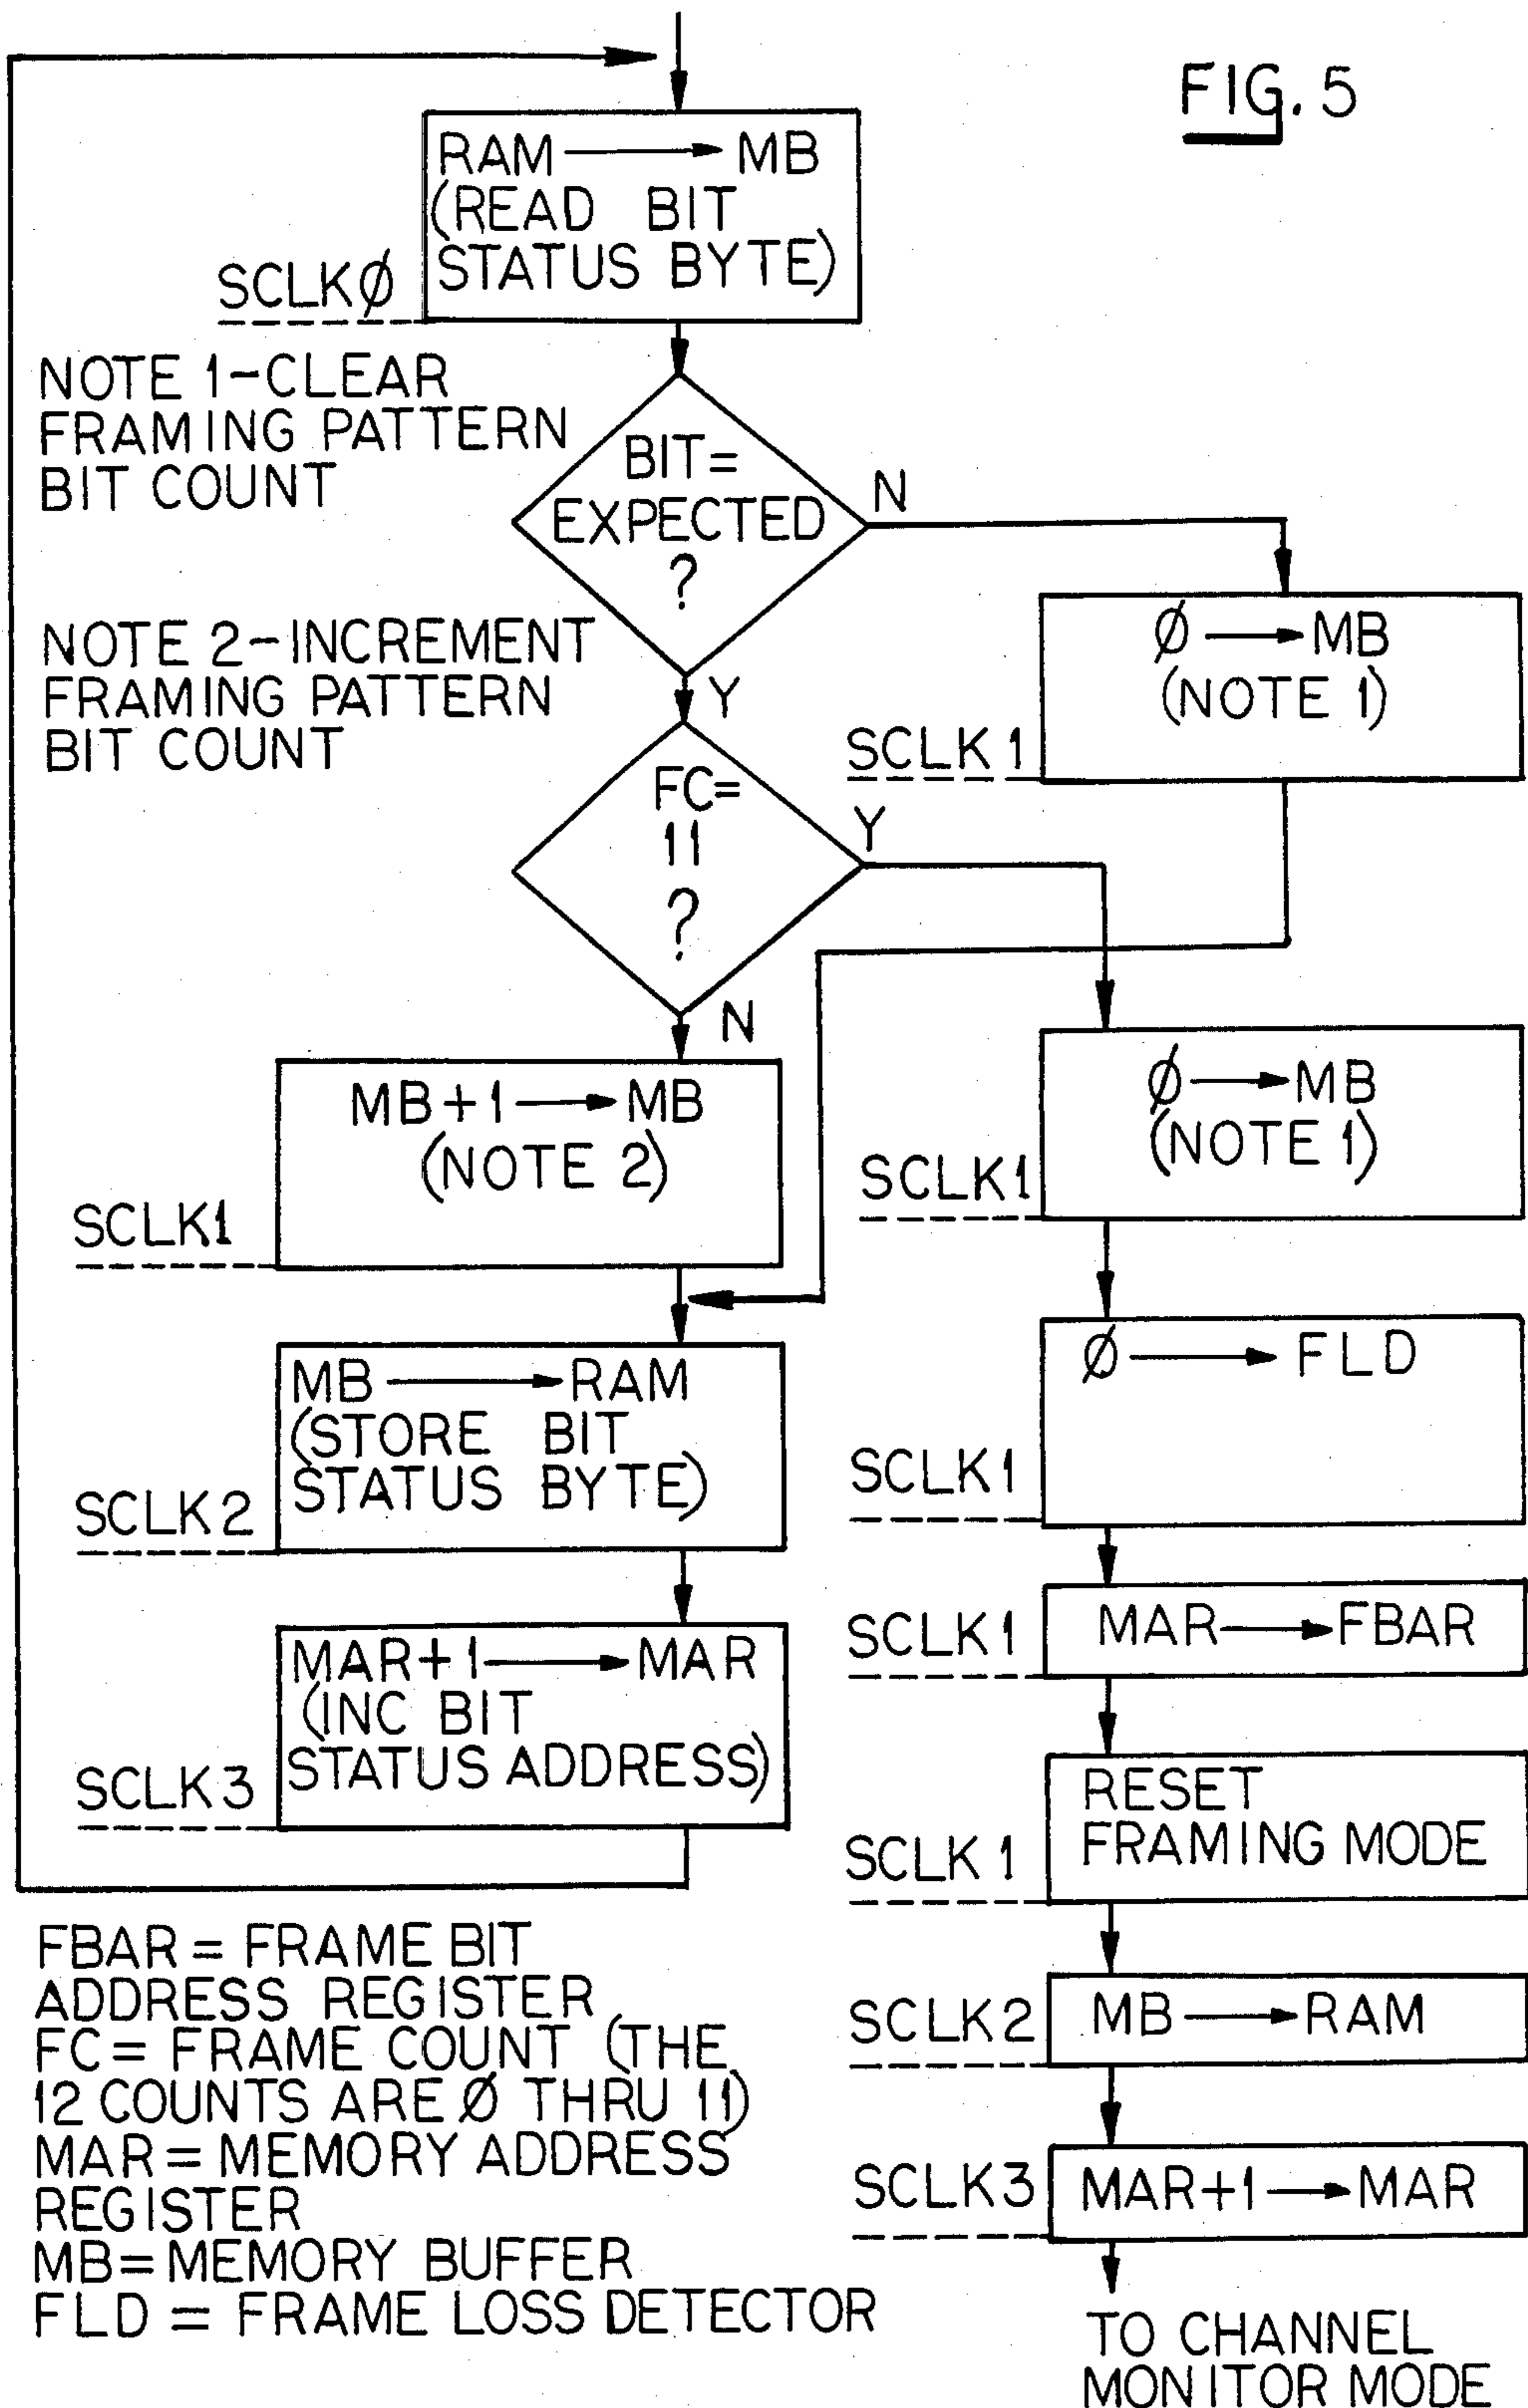 FIG. 5
RAM → MB
(READ BIT
STATUS BYTE)
SCLKØ
NOTE 1-CLEAR
FRAMING PATTERN
BIT COUNT
BIT=
EXPECTED
?
N
Y
NOTE 2-INCREMENT
FRAMING PATTERN
BIT COUNT
Ø → MB
(NOTE 1)
SCLK1
FC=
11
?
Y
N
MB+1 → MB
(NOTE 2)
SCLK1
Ø → MB
(NOTE 1)
SCLK1
MB → RAM
(STORE BIT
STATUS BYTE)
SCLK2
Ø → FLD
SCLK1
MAR+1 → MAR
(INC BIT
STATUS ADDRESS)
SCLK3
MAR → FBAR
SCLK1
RESET
FRAMING MODE
SCLK1
MB → RAM
SCLK2
MAR+1 → MAR
SCLK3
TO CHANNEL
MONITOR MODE
FBAR = FRAME BIT
ADDRESS REGISTER
FC = FRAME COUNT (THE
12 COUNTS ARE Ø THRU 11)
MAR = MEMORY ADDRESS
REGISTER
MB = MEMORY BUFFER
FLD = FRAME LOSS DETECTOR